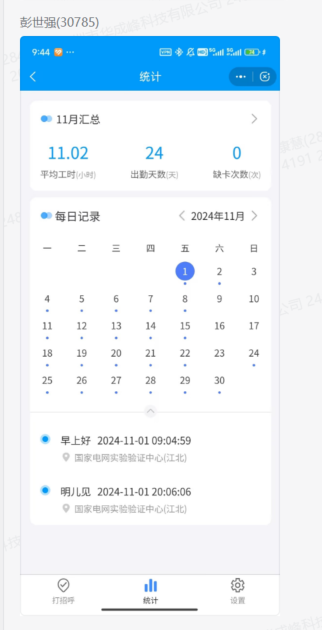 彭世强(30785)
9:44
统计
11月汇总
11.02 24 0
平均工时(小时) 出勤天数(天) 缺卡次数(次)
每日记录 2024年11月
一 二 三 四 五 六 日
1 2 3
4 5 6 7 8 9 10
11 12 13 14 15 16 17
18 19 20 21 22 23 24
25 26 27 28 29 30
早上好 2024-11-01 09:04:59
国家电网实验验证中心(江北)
明儿见 2024-11-01 20:06:06
国家电网实验验证中心(江北)
打招呼 统计 设置